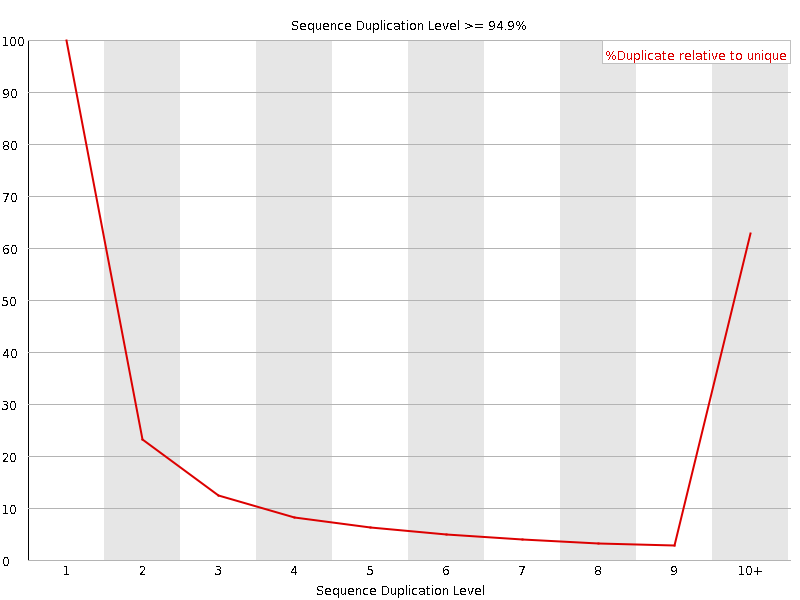 Sequence Duplication Level >= 94.9%
%Duplicate relative to unique
100
90
80
70
60
50
40
30
20
10
0
1 2 3 4 5 6 7 8 9 10+
Sequence Duplication Level